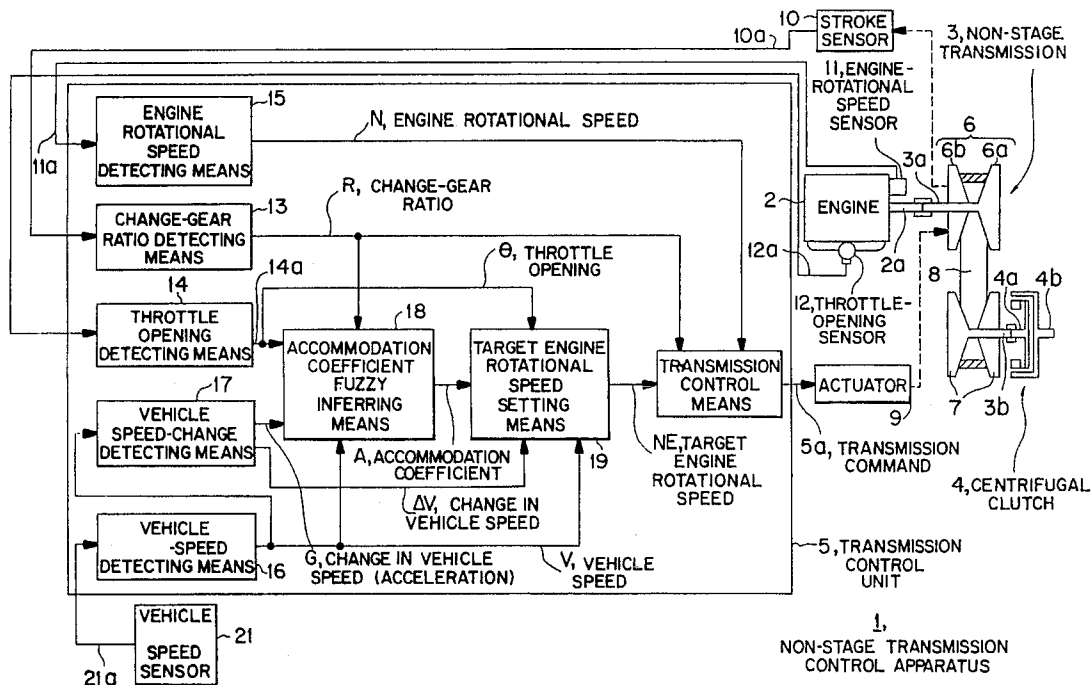 10
10a
STROKE
SENSOR
3, NON-STAGE
TRANSMISSION
11, ENGINE-
ROTATIONAL
SPEED
SENSOR
15
ENGINE
ROTATIONAL
SPEED
DETECTING MEANS
11a
N, ENGINE ROTATIONAL SPEED
6
6b
6a
3a
2
ENGINE
2a
R, CHANGE-GEAR
RATIO
13
CHANGE-GEAR
RATIO DETECTING
MEANS
12a
8
θ, THROTTLE
OPENING
14a
14
THROTTLE
OPENING
DETECTING MEANS
12, THROTTLE-
OPENING
SENSOR
4a
4b
18
ACCOMMODATION
COEFFICIENT
FUZZY
INFERRING
MEANS
TARGET ENGINE
ROTATIONAL
SPEED
SETTING
MEANS
19
TRANSMISSION
CONTROL
MEANS
ACTUATOR
9
7
3b
17
VEHICLE
SPEED-CHANGE
DETECTING MEANS
A, ACCOMMODATION
COEFFICIENT
NE, TARGET
ENGINE
ROTATIONAL
SPEED
5a, TRANSMISSION
COMMAND
4, CENTRIFUGAL
CLUTCH
ΔV, CHANGE IN
VEHICLE SPEED
VEHICLE
-SPEED
DETECTING MEANS
16
G, CHANGE IN VEHICLE
SPEED (ACCELERATION)
V, VEHICLE
SPEED
5, TRANSMISSION
CONTROL
UNIT
VEHICLE
SPEED
SENSOR
21
21a
1,
NON-STAGE TRANSMISSION
CONTROL APPARATUS